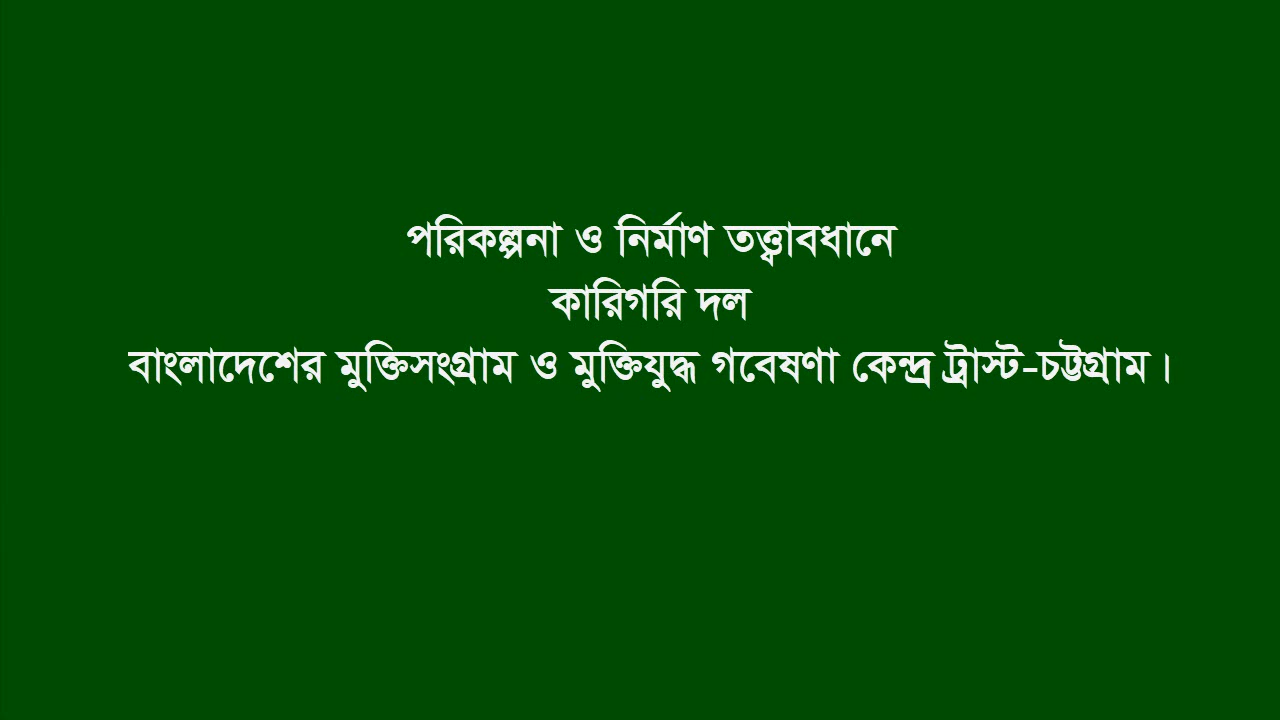 পরিকল্পনা ও নির্মাণ তত্ত্বাবধানে
কারিগরি দল
বাংলাদেশের মুক্তিসংগ্রাম ও মুক্তিযুদ্ধ গবেষণা কেন্দ্র ট্রাস্ট-চট্টগ্রাম।